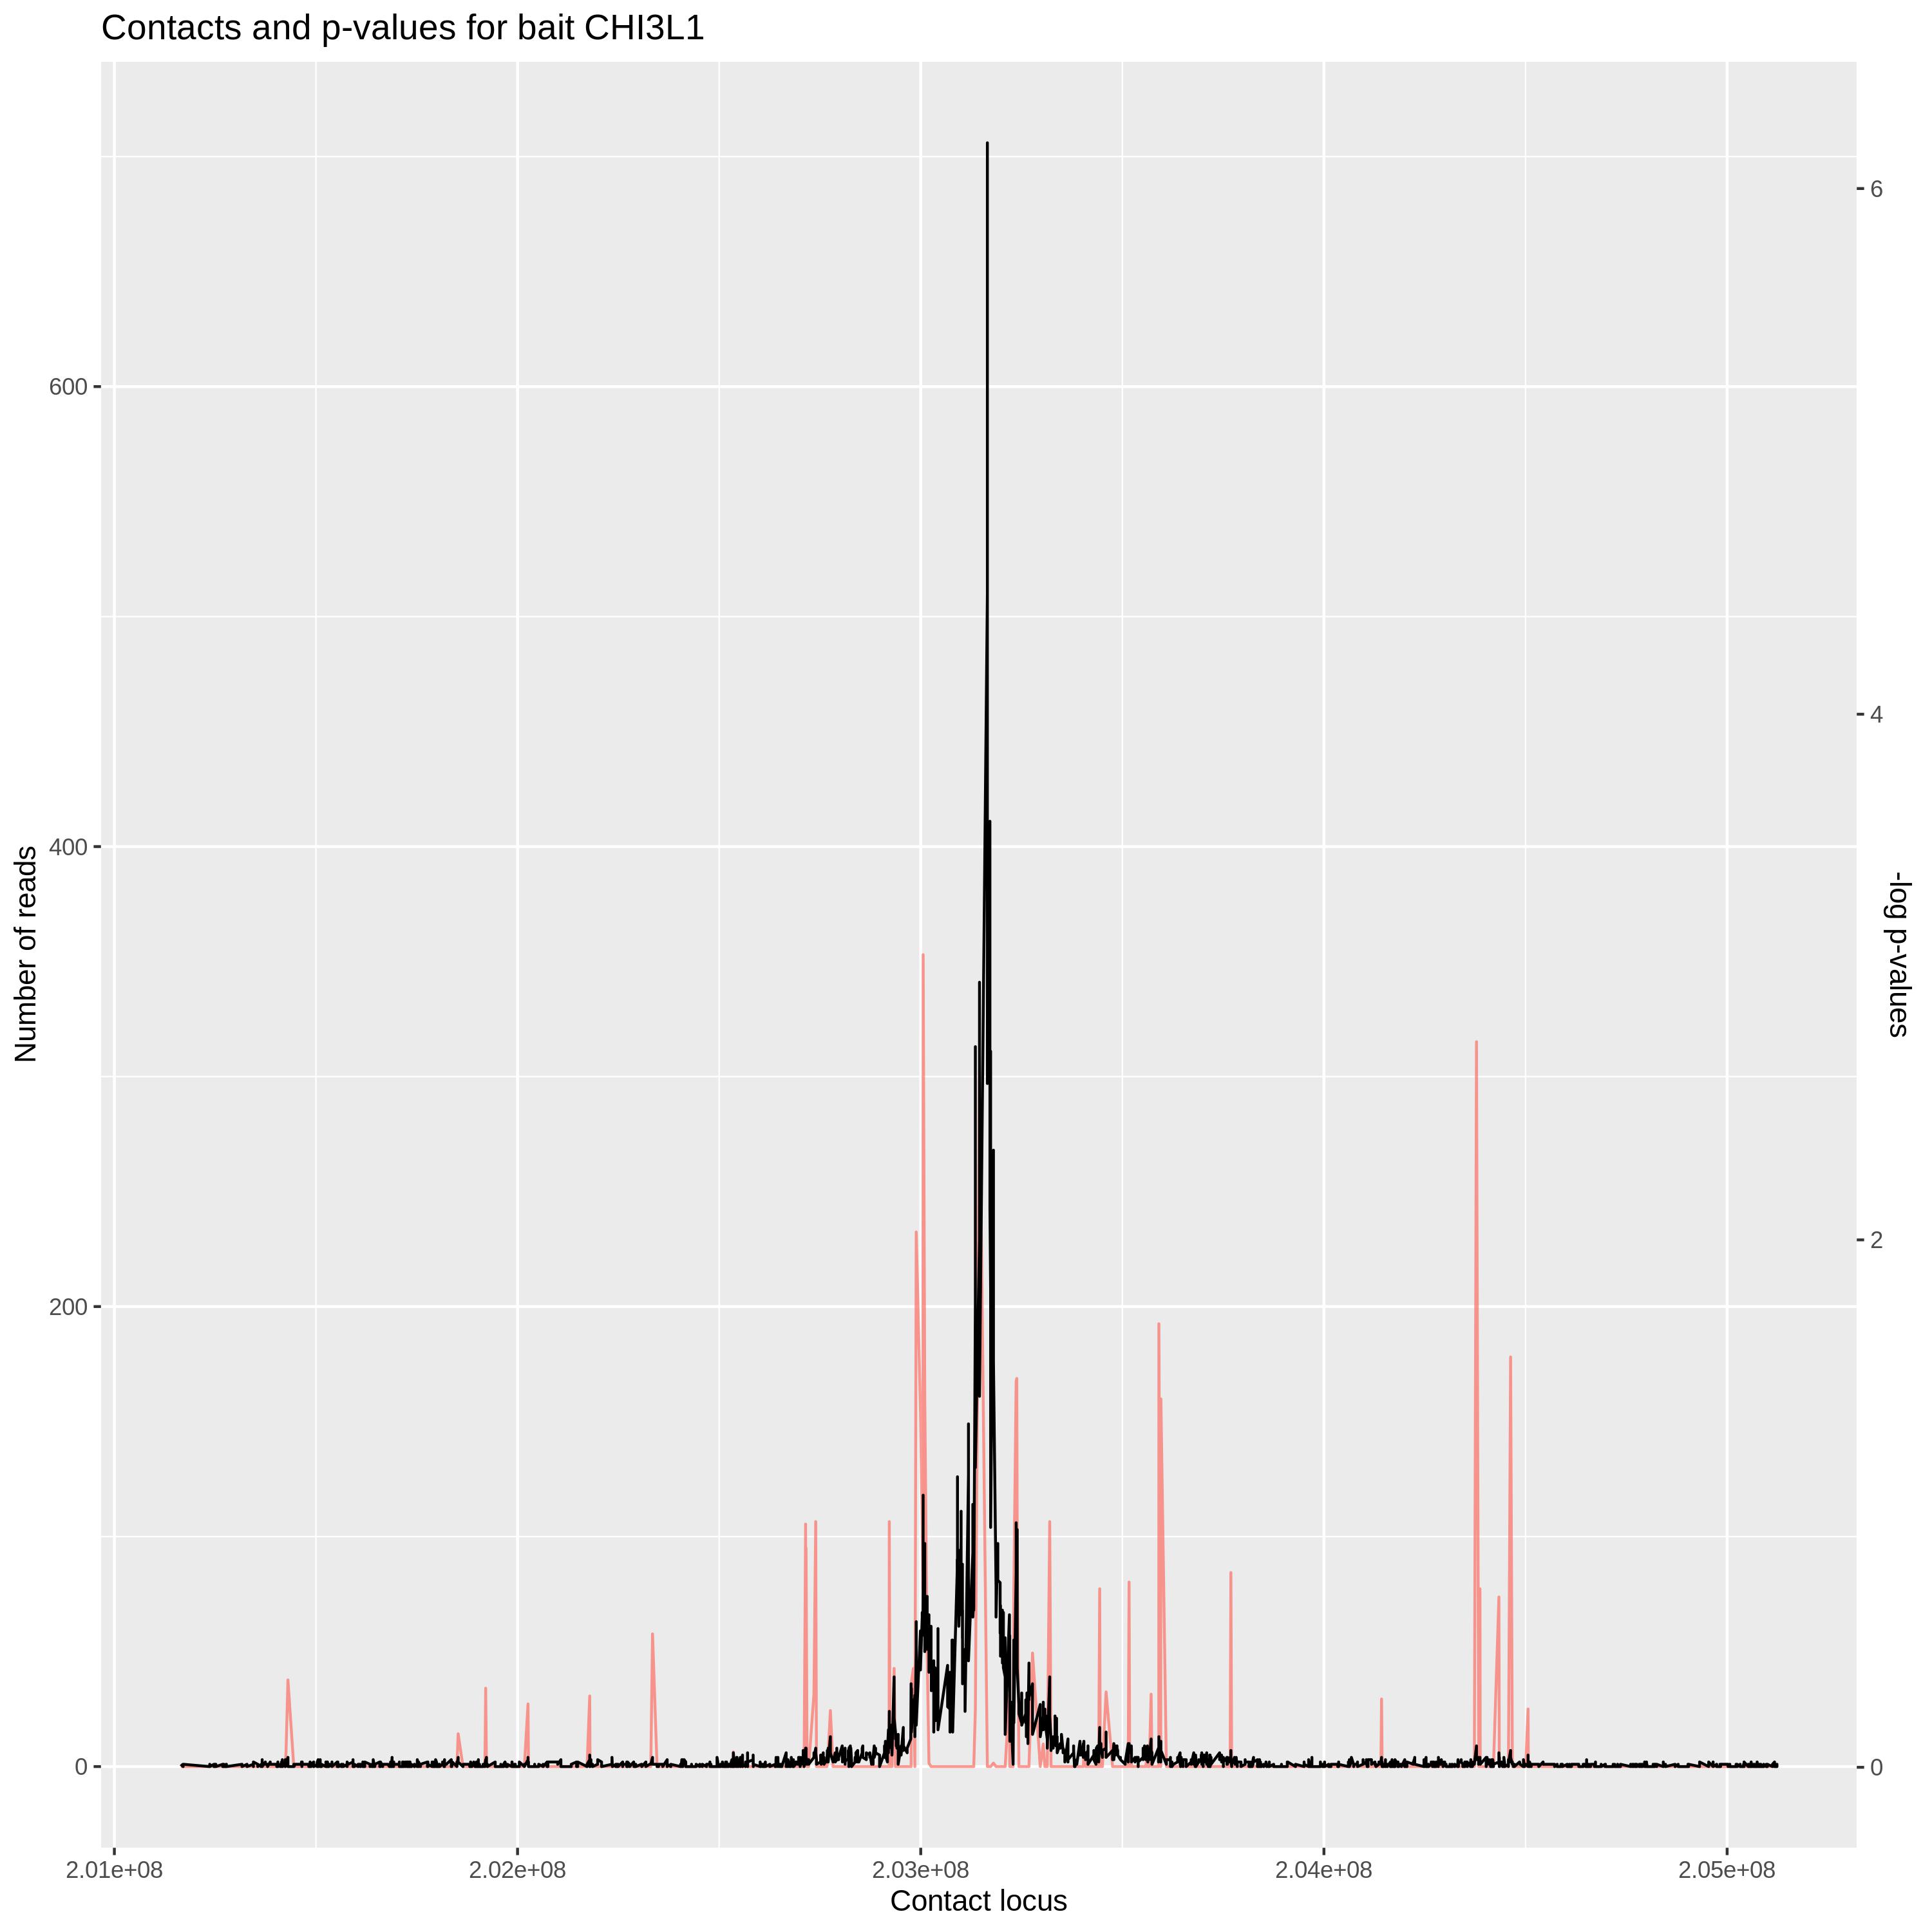 Contacts and p-values for bait CHI3L1
600
400
200
0
Number of reads
6
4
2
0
-log p-values
2.01e+08
2.02e+08
2.03e+08
2.04e+08
2.05e+08
Contact locus